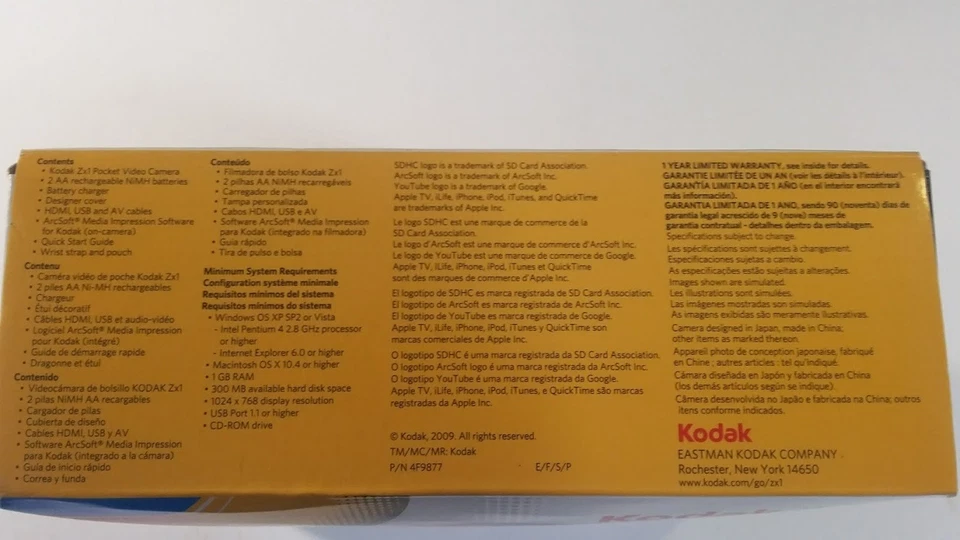 Contents
• Kodak Zx1 Pocket Video Camera
• 2 AA rechargeable NiMH batteries
• Battery charger
• Designer cover
• HDMI, USB and AV cables
• ArcSoft® Media Impression Software
for Kodak (on-camera)
• Quick Start Guide
• Wrist strap and pouch
Contenu
• Caméra vidéo de poche Kodak Zx1
• 2 piles AA Ni-MH rechargeables
• Chargeur
• Étui décoratif
• Câbles HDMI, USB et audio-vidéo
• Logiciel ArcSoft® Media Impression
pour Kodak (intégré)
• Guide de démarrage rapide
• Dragonne et étui
Contenido
• Videocámara de bolsillo KODAK Zx1
• 2 pilas NiMH AA recargables
• Cargador de pilas
• Cubierta de diseño
• Cables HDMI, USB y AV
• Software ArcSoft® Media Impression
para Kodak (integrado a la cámara)
• Guía de inicio rápido
• Correa y funda
Conteúdo
• Filmadora de bolso Kodak Zx1
• 2 pilhas AA NiMH recarregáveis
• Carregador de pilhas
• Tampa personalizada
• Cabos HDMI, USB e AV
• Software ArcSoft® Media Impression
para Kodak (integrado na filmadora)
• Guia rápido
• Tira de pulso e bolsa
Minimum System Requirements
Configuration système minimale
Requisitos mínimos del sistema
Requisitos mínimos do sistema
• Windows OS XP SP2 or Vista
- Intel Pentium 4 2.8 GHz processor
or higher
- Internet Explorer 6.0 or higher
• Macintosh OS X 10.4 or higher
• 1 GB RAM
• 300 MB available hard disk space
• 1024 x 768 display resolution
• USB Port 1.1 or higher
• CD-ROM drive
SDHC logo is a trademark of SD Card Association.
ArcSoft logo is a trademark of ArcSoft Inc.
YouTube logo is a trademark of Google.
Apple TV, iLife, iPhone, iPod, iTunes, and QuickTime
are trademarks of Apple Inc.
Le logo SDHC est une marque de commerce de la
SD Card Association.
Le logo d'ArcSoft est une marque de commerce d'ArcSoft Inc.
Le logo de YouTube est une marque de commerce de Google.
Apple TV, iLife, iPhone, iPod, iTunes et QuickTime
sont des marques de commerce d'Apple Inc.
El logotipo de SDHC es marca registrada de SD Card Association.
El logotipo de ArcSoft es marca registrada de ArcSoft Inc.
El logotipo de YouTube es marca registrada de Google.
Apple TV, iLife, iPhone, iPod, iTunes y QuickTime son
marcas comerciales de Apple Inc.
O logotipo SDHC é uma marca registrada da SD Card Association.
O logotipo ArcSoft é uma marca registrada da ArcSoft Inc.
O logotipo YouTube é uma marca registrada da Google.
Apple TV, iLife, iPhone, iPod, iTunes, e QuickTime são marcas
registradas da Apple Inc.
© Kodak, 2009. All rights reserved.
TM/MC/MR: Kodak
P/N 4F9877 E/F/S/P
1 YEAR LIMITED WARRANTY, see inside for details.
GARANTIE LIMITÉE DE UN AN (voir les détails à l'intérieur).
GARANTÍA LIMITADA DE 1 AÑO (en el interior encontrará
más información).
GARANTIA LIMITADA DE 1 ANO, sendo 90 (noventa) dias de
garantia legal acrescido de 9 (nove) meses de
garantia contratual - detalhes dentro da embalagem.
Specifications subject to change.
Les spécifications sont sujettes à changement.
Especificaciones sujetas a cambio.
As especificações estão sujeitas a alterações.
Images shown are simulated.
Les illustrations sont simulées.
Las imágenes mostradas son simuladas.
As imagens exibidas são meramente ilustrativas.
Camera designed in Japan, made in China;
other items as marked thereon.
Appareil photo de conception japonaise, fabriqué
en Chine ; autres articles : tel qu'indiqué.
Cámara diseñada en Japón y fabricada en China
(los demás artículos según se indique).
Câmera desenvolvida no Japão e fabricada na China; outros
itens conforme indicados.
Kodak
EASTMAN KODAK COMPANY
Rochester, New York 14650
www.kodak.com/go/zx1
Kodak